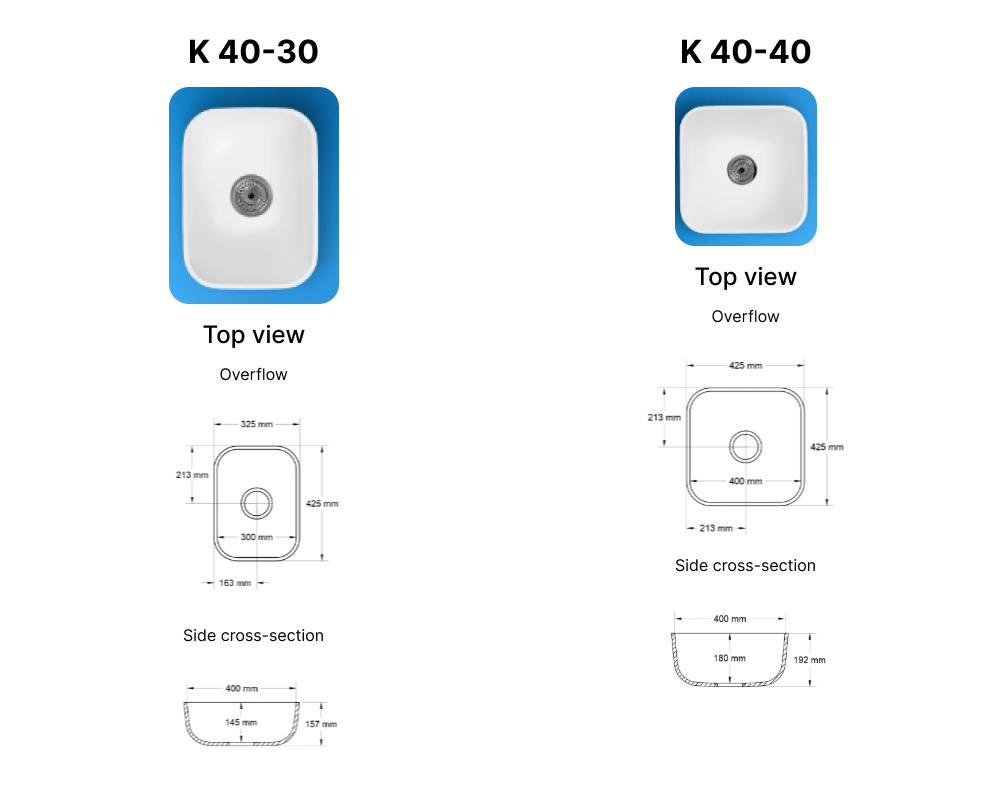 K 40-30
Top view
Overflow
325 mm
213 mm
425 mm
300 mm
163 mm
Side cross-section
400 mm
145 mm
157 mm
K 40-40
Top view
Overflow
425 mm
213 mm
425 mm
400 mm
213 mm
Side cross-section
400 mm
180 mm
192 mm